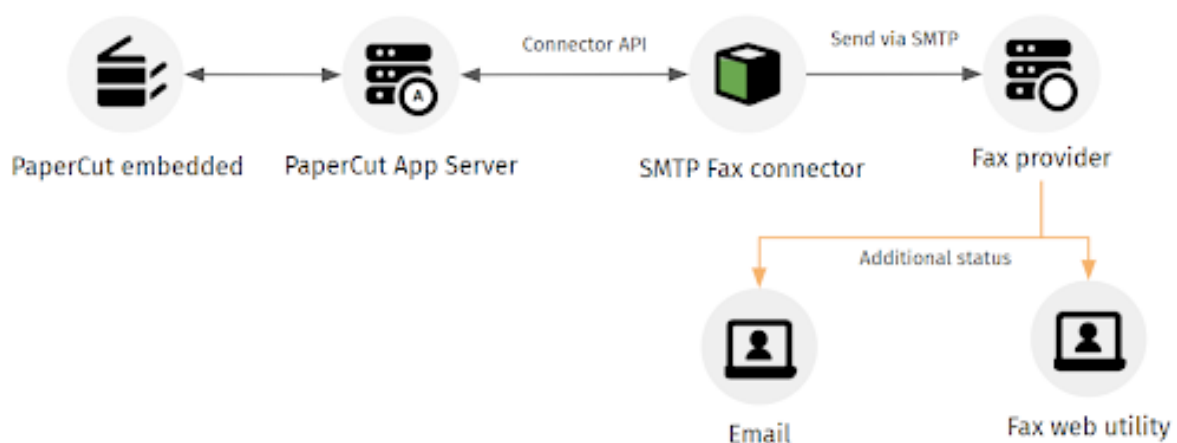 Connector API
Send via SMTP
A
PaperCut embedded
PaperCut App Server
SMTP Fax connector
Fax provider
Additional status
Email
Fax web utility